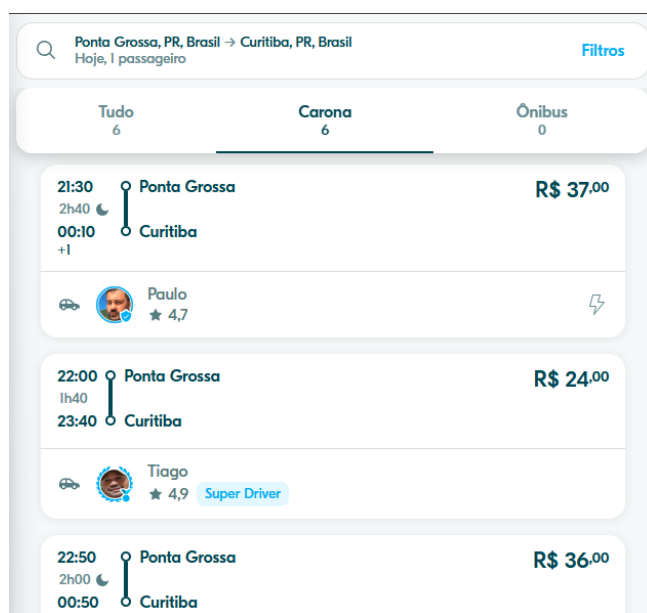 Ponta Grossa, PR, Brasil → Curitiba, PR, Brasil
Hoje, 1 passageiro
Filtros
Tudo
6
Carona
6
Ônibus
0
21:30 Ponta Grossa R$ 37,00
2h40
00:10 Curitiba
+1
Paulo
4,7
22:00 Ponta Grossa R$ 24,00
1h40
23:40 Curitiba
Tiago
4,9 Super Driver
22:50 Ponta Grossa R$ 36,00
2h00
00:50 Curitiba